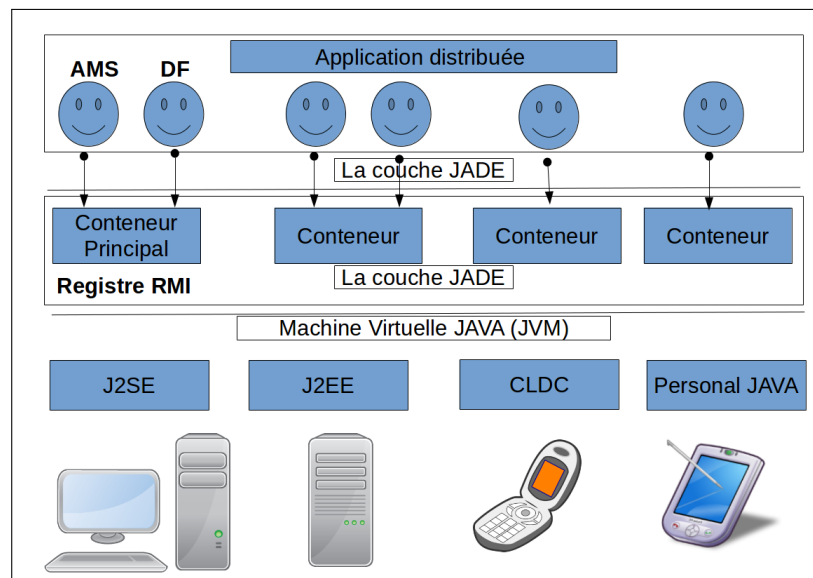 Application distribuée
AMS
DF
La couche JADE
Conteneur
Principal
Conteneur
Conteneur
Conteneur
La couche JADE
Registre RMI
Machine Virtuelle JAVA (JVM)
J2SE
J2EE
CLDC
Personal JAVA